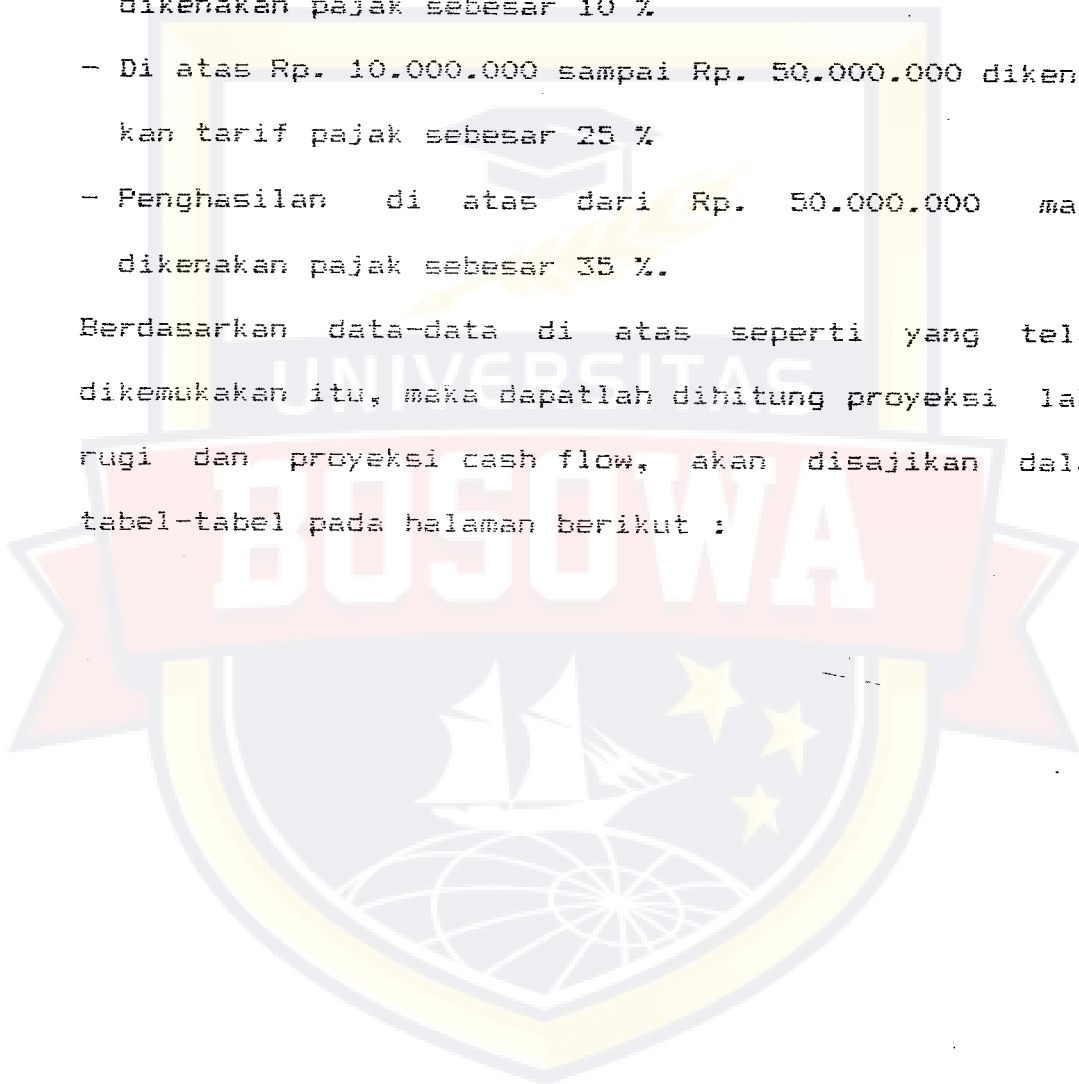 dikenakan pajak sebesar 10 %
- Di atas Rp. 10.000.000 sampai Rp. 50.000.000 diken
kan tarif pajak sebesar 25 %
- Penghasilan di atas dari Rp. 50.000.000 ma
dikenakan pajak sebesar 35 %.
Berdasarkan data-data di atas seperti yang tel
dikemukakan itu, maka dapatlah dihitung proyeksi la
rugi dan proyeksi cash flow, akan disajikan dal
tabel-tabel pada halaman berikut :
UNIVERSITAS
BOSOWA